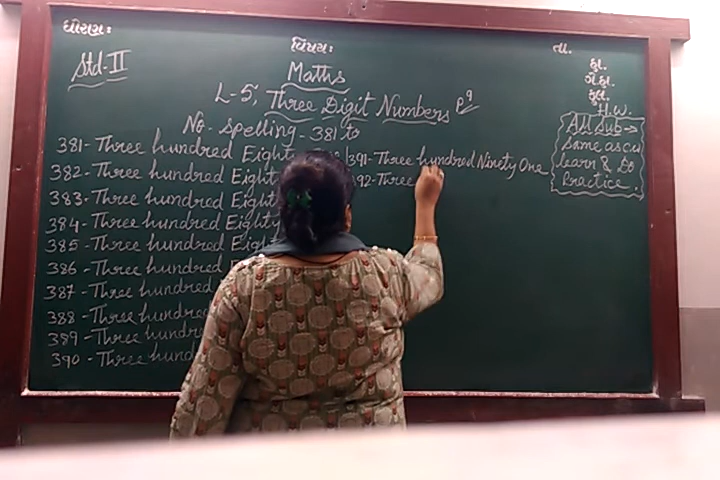 ધોરણઃ
વિષયઃ
તા.
Std-II
Maths
હા.
ગે.હા.
કુલ.
L-5, Three Digit Numbers P-9
No. Spelling - 381 to
H.W.
All Sub →
Same as cw
learn & do
Practice.
381 - Three hundred Eighty
382 - Three hundred Eight
383 - Three hundred Eight
384 - Three hundred Eighty
385 - Three hundred Eigh
386 - Three hundred
387 - Three hundred
388 - Three hundr
389 - Three hundr
390 - Three hund
391 - Three hundred Ninety One
392 - Three